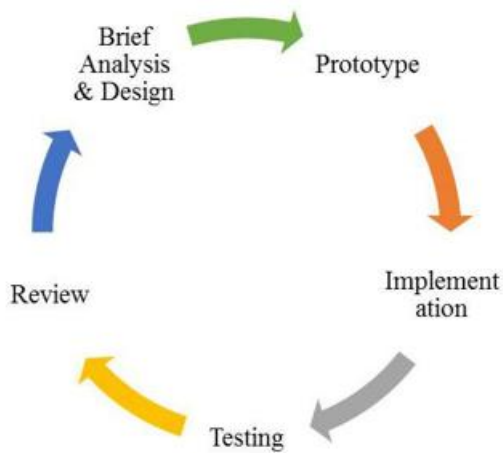 Brief
Analysis
& Design
Prototype
Implement
ation
Testing
Review